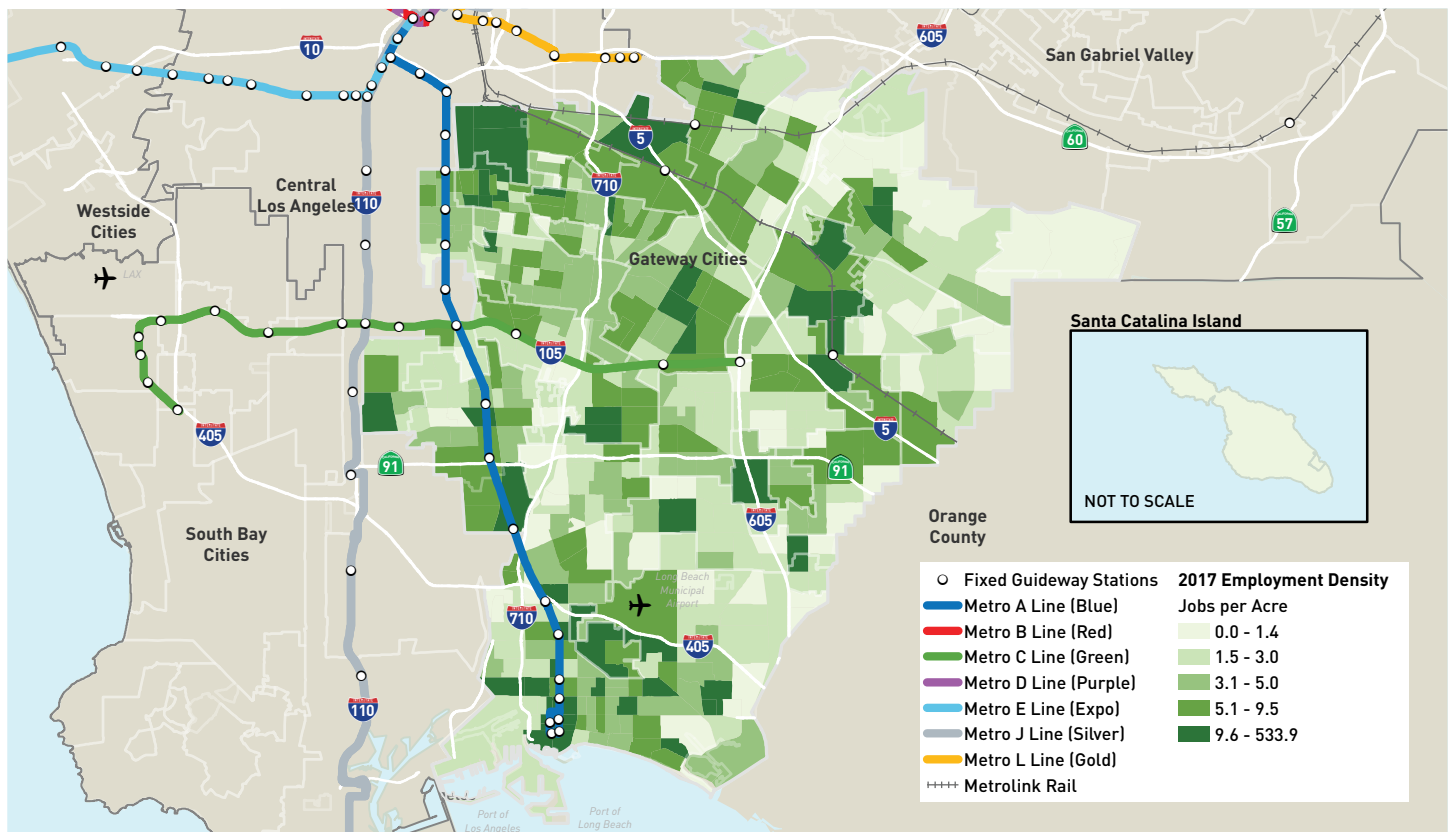 10
605
San Gabriel Valley
5
60
710
Central
Los Angeles
110
Westside
Cities
57
LAX
Gateway Cities
Santa Catalina Island
105
405
5
91
91
NOT TO SCALE
605
Orange
County
South Bay
Cities
Long Beach
Municipal
Airport
710
405
110
Port of
Los Angeles
Port of
Long Beach
Fixed Guideway Stations
Metro A Line (Blue)
Metro B Line (Red)
Metro C Line (Green)
Metro D Line (Purple)
Metro E Line (Expo)
Metro J Line (Silver)
Metro L Line (Gold)
Metrolink Rail
2017 Employment Density
Jobs per Acre
0.0 - 1.4
1.5 - 3.0
3.1 - 5.0
5.1 - 9.5
9.6 - 533.9